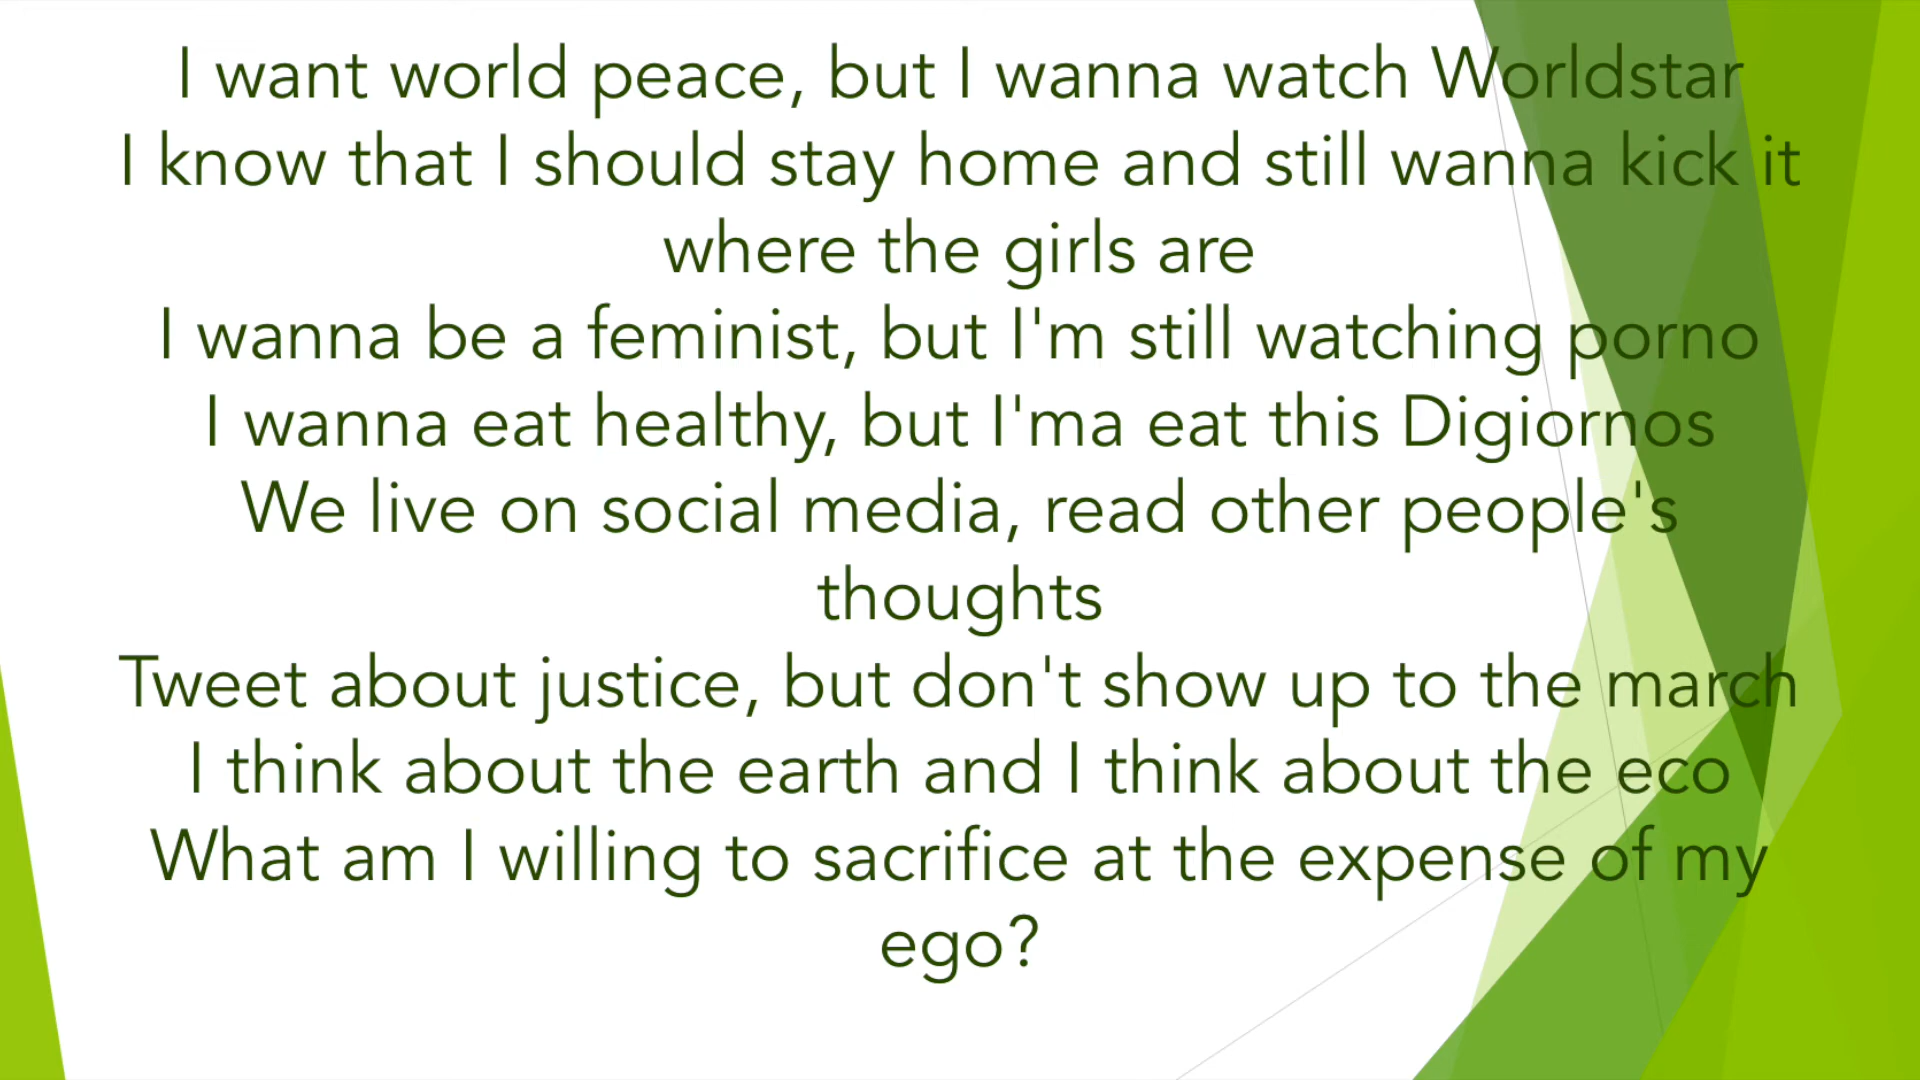 I want world peace, but I wanna watch Worldstar
I know that I should stay home and still wanna kick it
where the girls are
I wanna be a feminist, but I'm still watching porno
I wanna eat healthy, but I'ma eat this Digiornos
We live on social media, read other people's
thoughts
Tweet about justice, but don't show up to the march
I think about the earth and I think about the eco
What am I willing to sacrifice at the expense of my
ego?